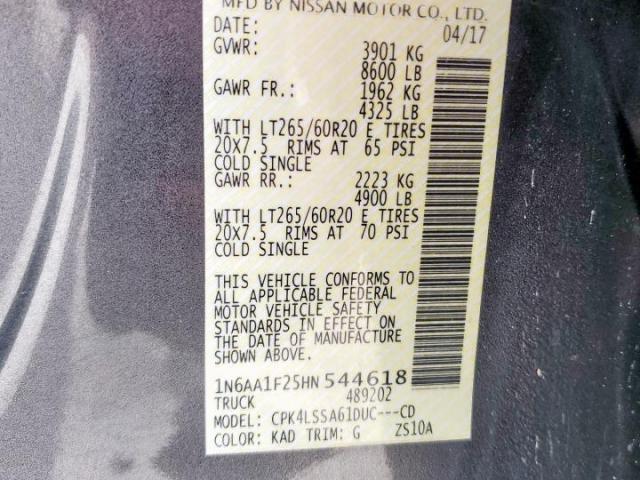 MFD BY NISSAN MOTOR CO., LTD.
DATE: 04/17
GVWR: 3901 KG
8600 LB
GAWR FR.: 1962 KG
4325 LB
WITH LT265/60R20 E TIRES
20X7.5 RIMS AT 65 PSI
COLD SINGLE
GAWR RR.: 2223 KG
4900 LB
WITH LT265/60R20 E TIRES
20X7.5 RIMS AT 70 PSI
COLD SINGLE
THIS VEHICLE CONFORMS TO
ALL APPLICABLE FEDERAL
MOTOR VEHICLE SAFETY
STANDARDS IN EFFECT ON
THE DATE OF MANUFACTURE
SHOWN ABOVE.
1N6AA1F25HN544618
TRUCK 489202
MODEL: CPK4LSSA61DUC---CD
COLOR: KAD TRIM: G ZS10A